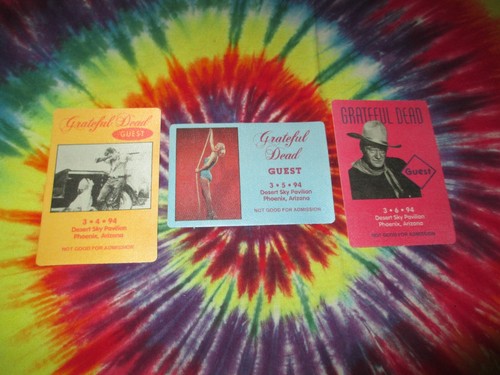 Grateful Dead
GUEST
3 • 4 • 94
Desert Sky Pavilion
Phoenix, Arizona
NOT GOOD FOR ADMISSION
Grateful
Dead
GUEST
3 • 5 • 94
Desert Sky Pavilion
Phoenix, Arizona
NOT GOOD FOR ADMISSION
GRATEFUL DEAD
GUEST
3 • 6 • 94
Desert Sky Pavilion
Phoenix, Arizona
NOT GOOD FOR ADMISSION